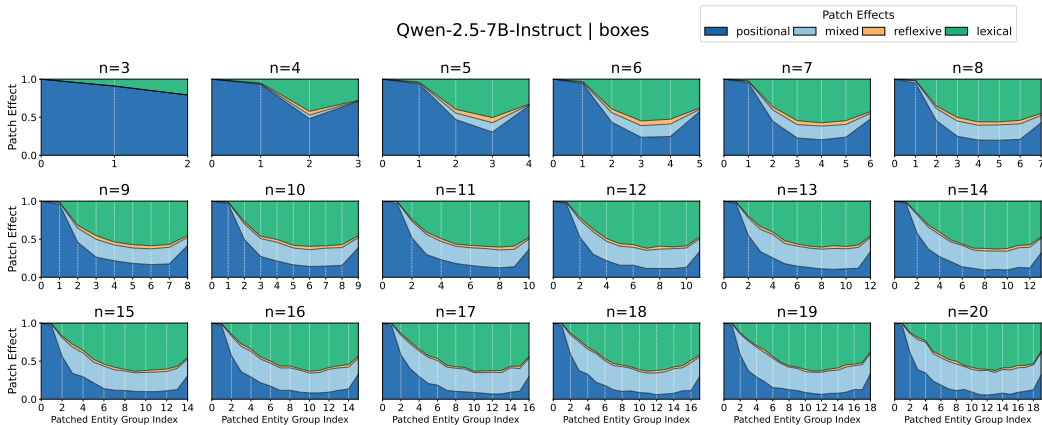 Qwen-2.5-7B-Instruct | boxes
Patch Effects
positional mixed reflexive lexical
n=3 n=4 n=5 n=6 n=7 n=8
Patch Effect
1.0
0.5
0.0
0 1 2
0 1 2 3
0 1 2 3 4
0 1 2 3 4 5
0 1 2 3 4 5 6
0 1 2 3 4 5 6 7
n=9 n=10 n=11 n=12 n=13 n=14
Patch Effect
1.0
0.5
0.0
0 1 2 3 4 5 6 7 8
0 1 2 3 4 5 6 7 8 9
0 2 4 6 8 10
0 2 4 6 8 10
0 2 4 6 8 10 12
0 2 4 6 8 10 12
n=15 n=16 n=17 n=18 n=19 n=20
Patch Effect
1.0
0.5
0.0
0 2 4 6 8 10 12 14
0 2 4 6 8 10 12 14
0 2 4 6 8 10 12 14 16
0 2 4 6 8 10 12 14 16
0 2 4 6 8 10 12 14 16 18
0 2 4 6 8 10 12 14 16 18
Patched Entity Group Index Patched Entity Group Index Patched Entity Group Index Patched Entity Group Index Patched Entity Group Index Patched Entity Group Index